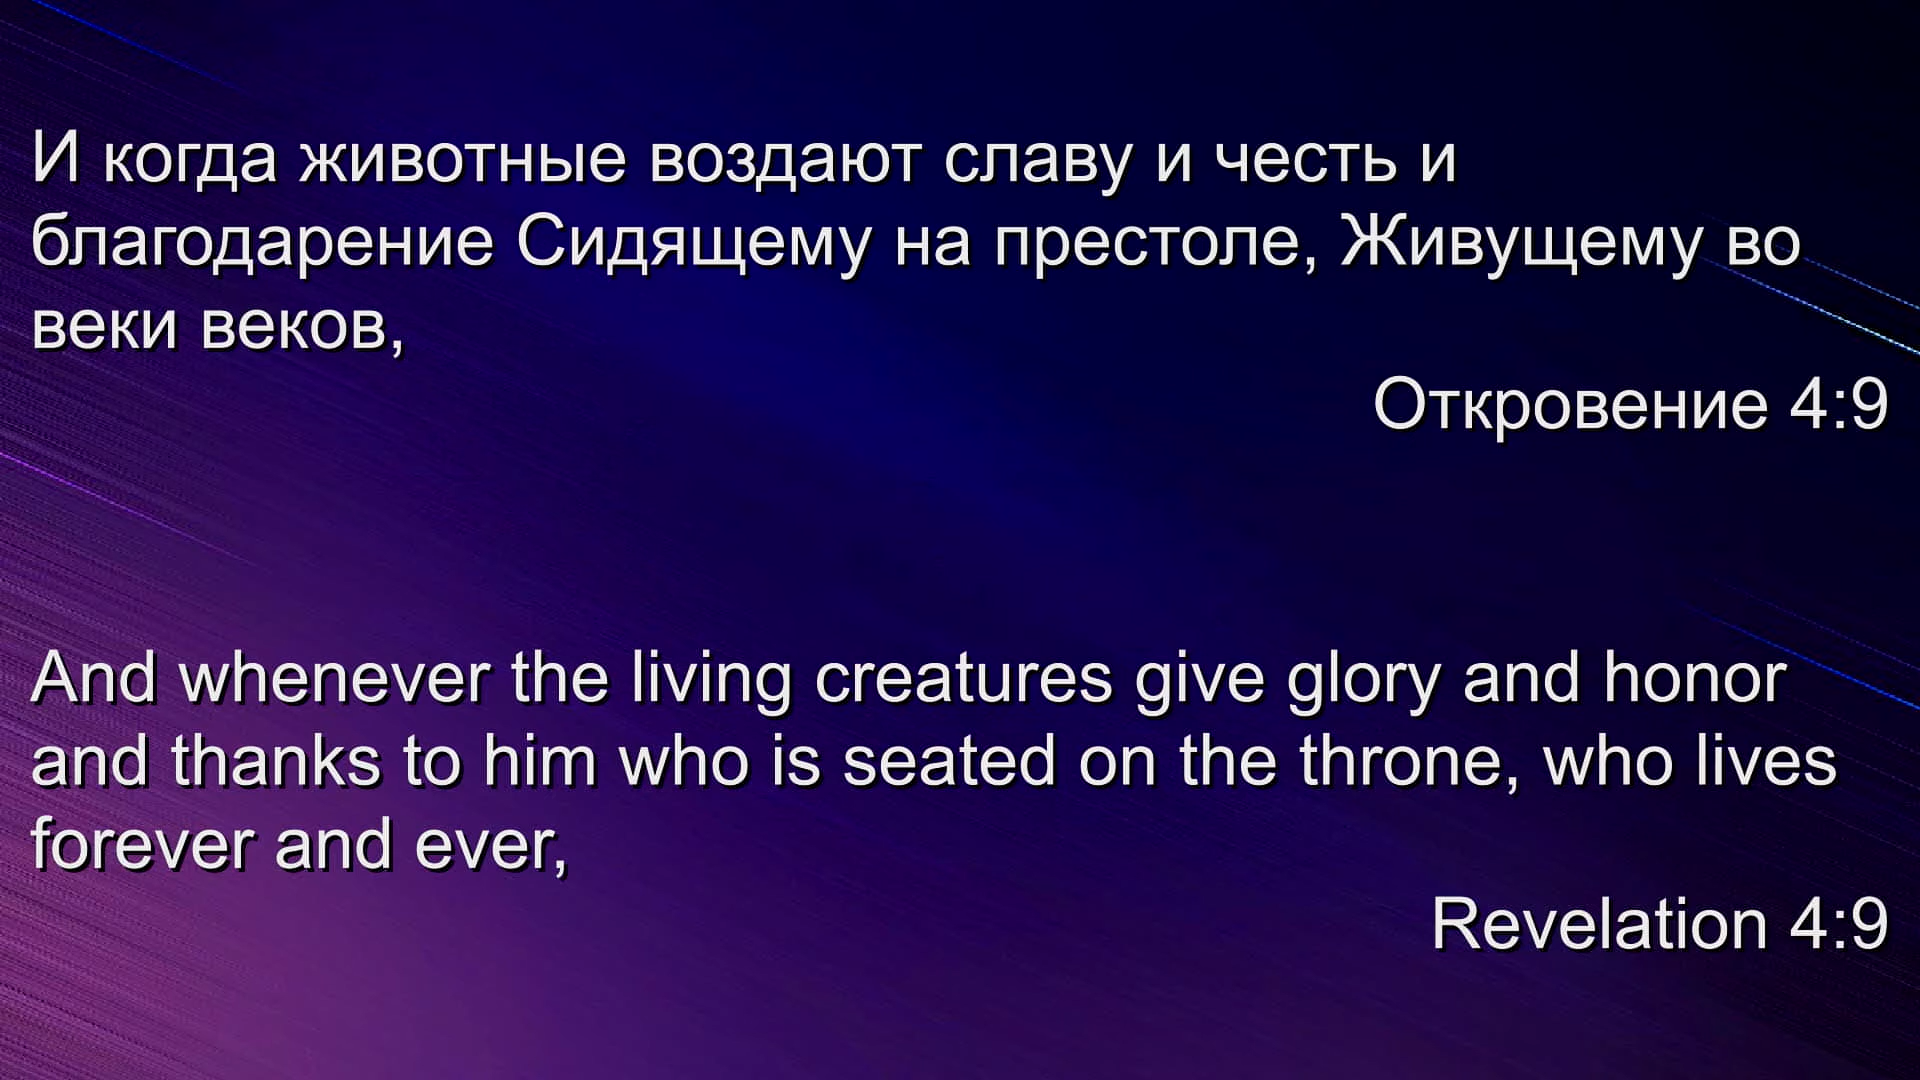 И когда животные воздают славу и честь и
благодарение Сидящему на престоле, Живущему во
веки веков,
Откровение 4:9
And whenever the living creatures give glory and honor
and thanks to him who is seated on the throne, who lives
forever and ever,
Revelation 4:9